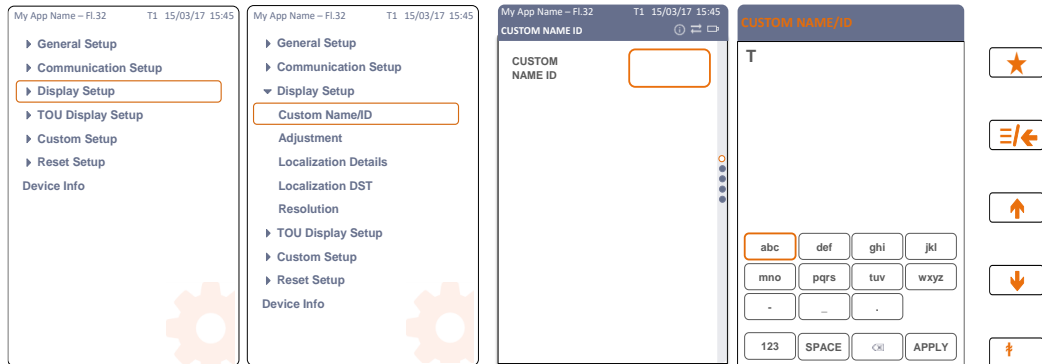 My App Name – Fl.32 T1 15/03/17 15:45
General Setup
Communication Setup
Display Setup
TOU Display Setup
Custom Setup
Reset Setup
Device Info
My App Name – Fl.32 T1 15/03/17 15:45
General Setup
Communication Setup
Display Setup
Custom Name/ID
Adjustment
Localization Details
Localization DST
Resolution
TOU Display Setup
Custom Setup
Reset Setup
Device Info
My App Name – Fl.32 T1 15/03/17 15:45
CUSTOM NAME ID
CUSTOM
NAME ID
CUSTOM NAME/ID
T
abc def ghi jkl
mno pqrs tuv wxyz
- _ .
123 SPACE APPLY